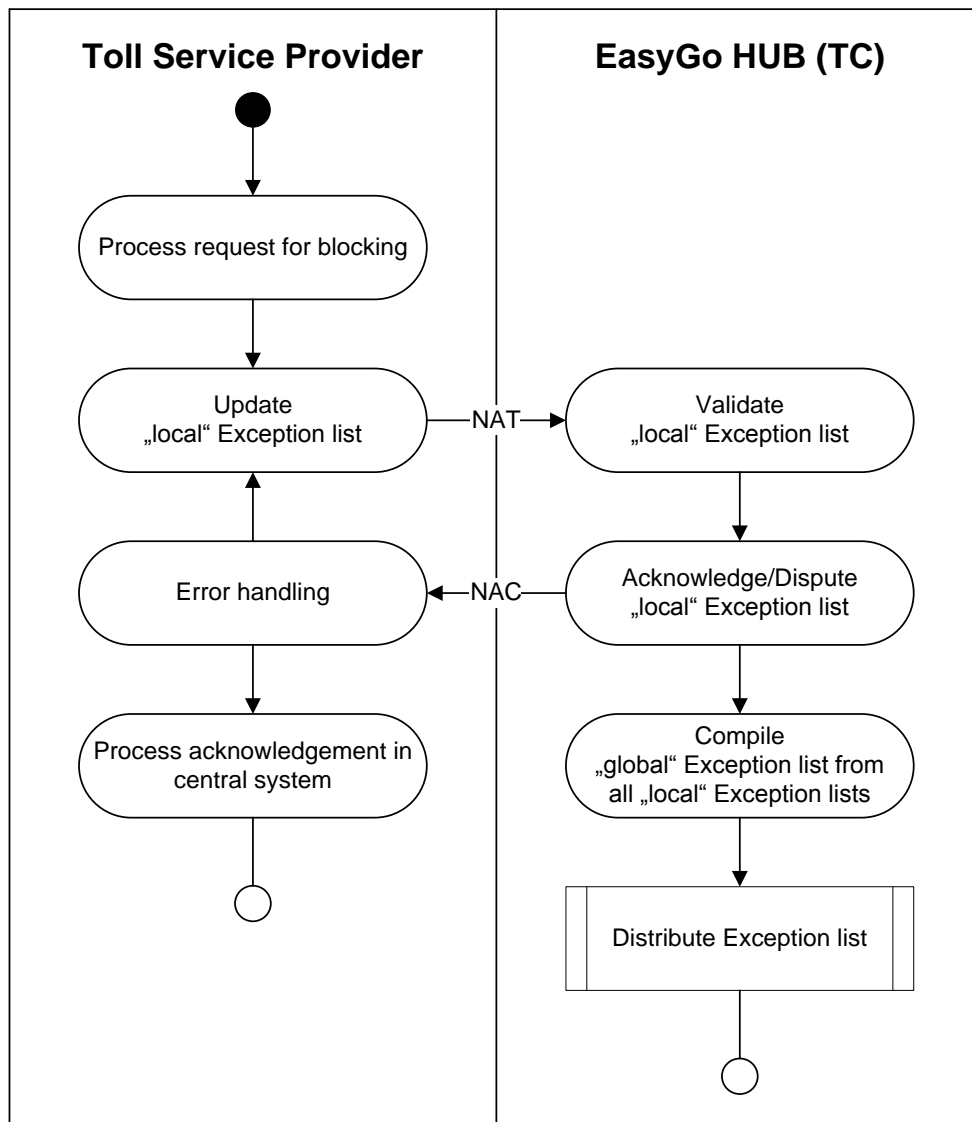 Toll Service Provider
EasyGo HUB (TC)
Process request for blocking
Update
„local“ Exception list
NAT
Validate
„local“ Exception list
Error handling
NAC
Acknowledge/Dispute
„local“ Exception list
Process acknowledgement in
central system
Compile
„global“ Exception list from
all „local“ Exception lists
Distribute Exception list